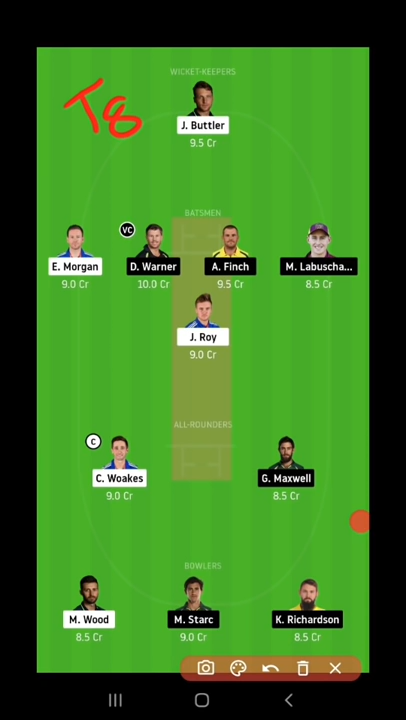 WICKET-KEEPERS
T8
J. Buttler
9.5 Cr
BATSMEN
VC
E. Morgan
D. Warner
A. Finch
M. Labuscha...
9.0 Cr
10.0 Cr
9.5 Cr
8.5 Cr
J. Roy
9.0 Cr
ALL-ROUNDERS
C
C. Woakes
G. Maxwell
9.0 Cr
8.5 Cr
BOWLERS
M. Wood
M. Starc
K. Richardson
8.5 Cr
9.0 Cr
8.5 Cr